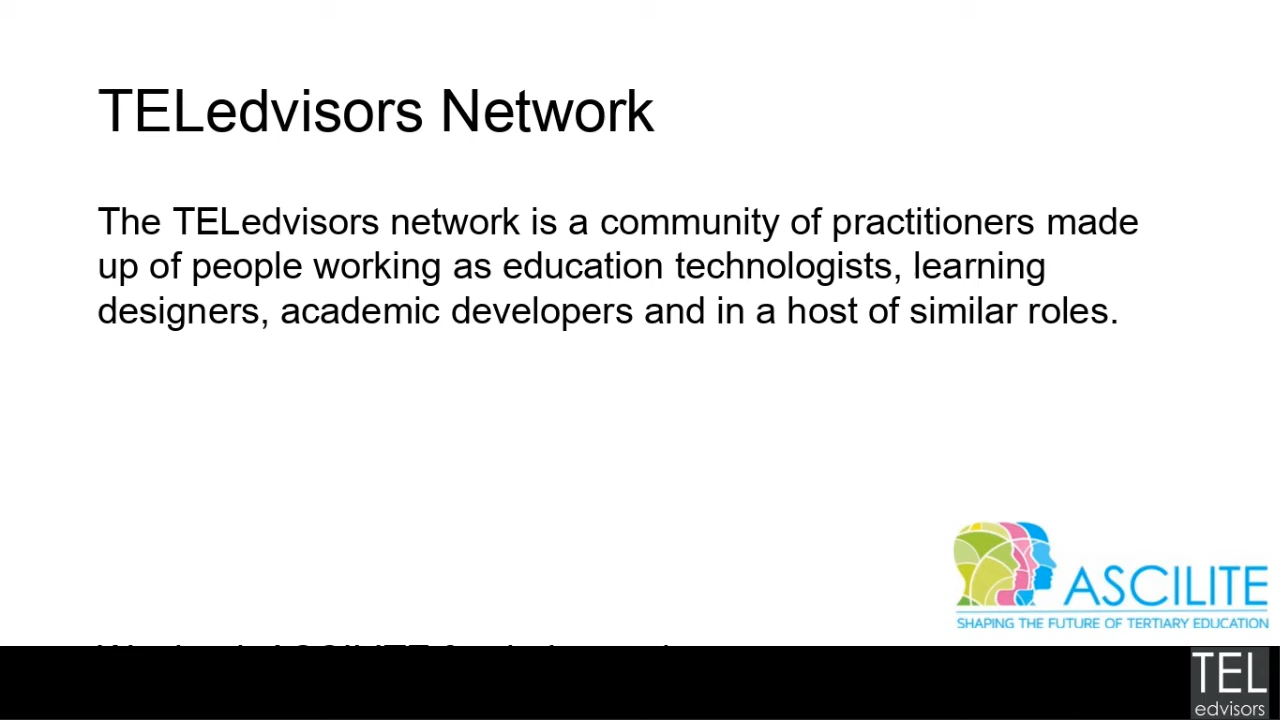 TELedvisors Network
The TELedvisors network is a community of practitioners made
up of people working as education technologists, learning
designers, academic developers and in a host of similar roles.
ASCILITE
SHAPING THE FUTURE OF TERTIARY EDUCATION
TEL
edvisors